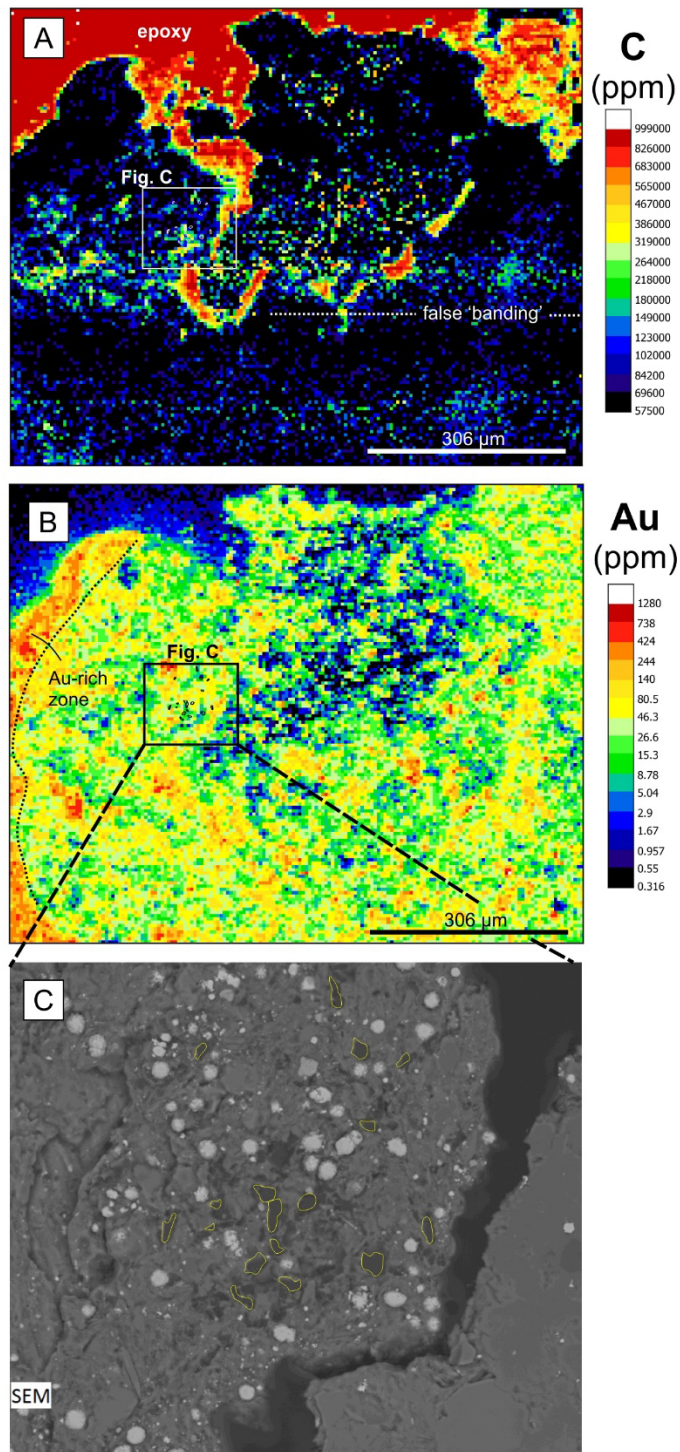 A
epoxy
C
(ppm)
Fig. C
999000
826000
683000
565000
467000
386000
319000
264000
218000
180000
149000
123000
102000
84200
69600
57500
false 'banding'
306 µm
B
Au
(ppm)
Fig. C
Au-rich
zone
1280
738
424
244
140
80.5
46.3
26.6
15.3
8.78
5.04
2.9
1.67
0.957
0.55
0.316
306 µm
C
SEM